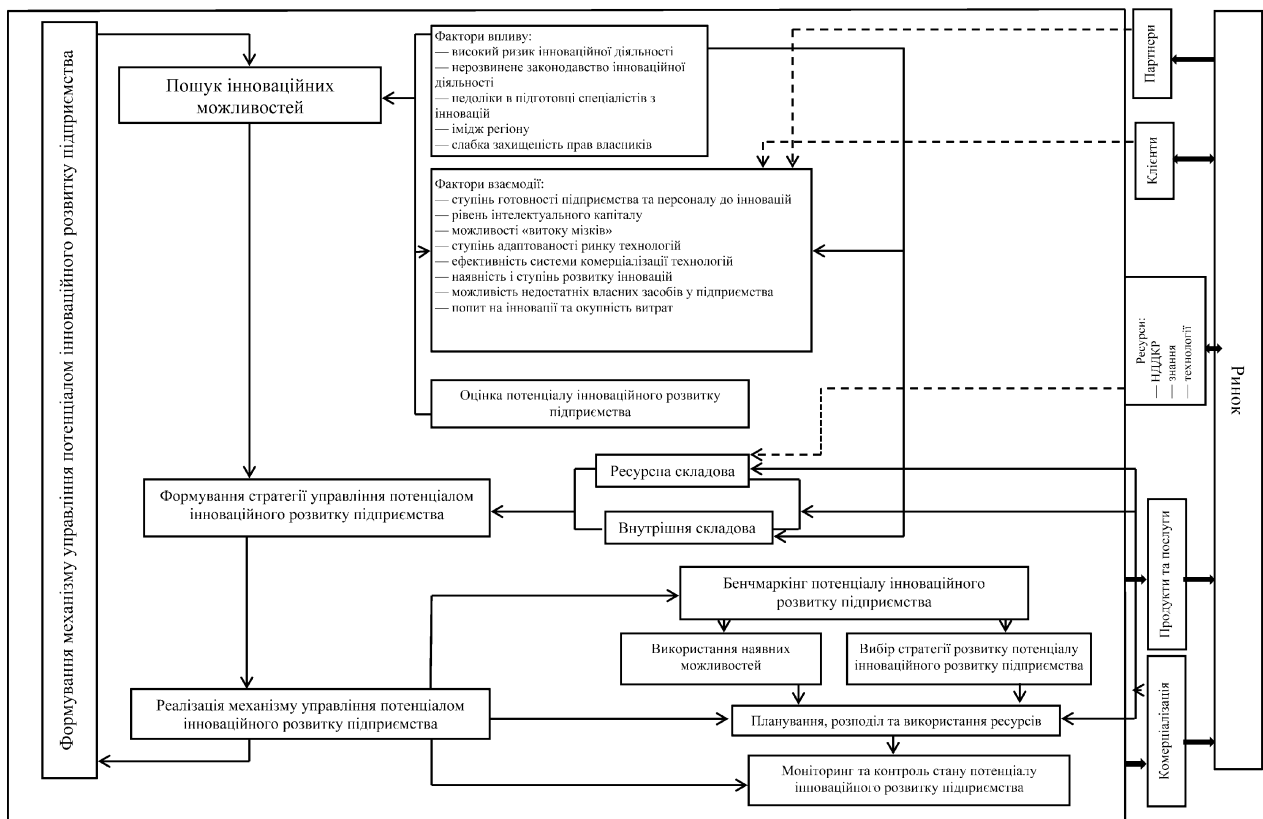 Формування механізму управління потенціалом інноваційного розвитку підприємства
Пошук інноваційних
можливостей
Фактори впливу:
— високий ризик інноваційної діяльності
— нерозвинене законодавство інноваційної
діяльності
— недоліки в підготовці спеціалістів з
інновацій
— імідж регіону
— слабка захищеність прав власників
Фактори взаємодії:
— ступінь готовності підприємства та персоналу до інновацій
— рівень інтелектуального капіталу
— можливості «витоку мізків»
— ступінь адаптованості ринку технологій
— ефективність системи комерціалізації технологій
— наявність і ступінь розвитку інновацій
— можливість недостатніх власних засобів у підприємства
— попит на інновації та окупність витрат
Оцінка потенціалу інноваційного розвитку
підприємства
Формування стратегії управління потенціалом
інноваційного розвитку підприємства
Ресурсна складова
Внутрішня складова
Бенчмаркінг потенціалу інноваційного
розвитку підприємства
Використання наявних
можливостей
Вибір стратегії розвитку потенціалу
інноваційного розвитку підприємства
Реалізація механізму управління потенціалом
інноваційного розвитку підприємства
Планування, розподіл та використання ресурсів
Моніторинг та контроль стану потенціалу
інноваційного розвитку підприємства
Партнери
Клієнти
Ресурси:
— НДДКР
— знання
— технології
Продукти та послуги
Комерціалізація
Ринок